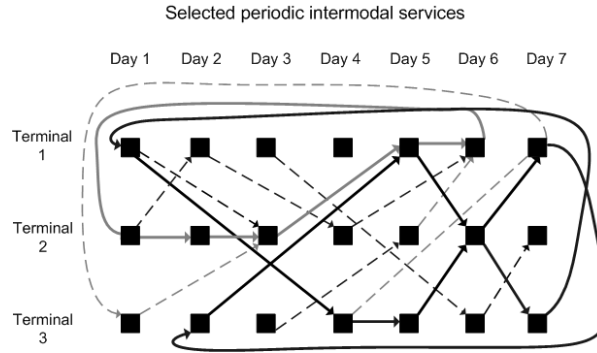 Selected periodic intermodal services
Day 1 Day 2 Day 3 Day 4 Day 5 Day 6 Day 7
Terminal
1
Terminal
2
Terminal
3